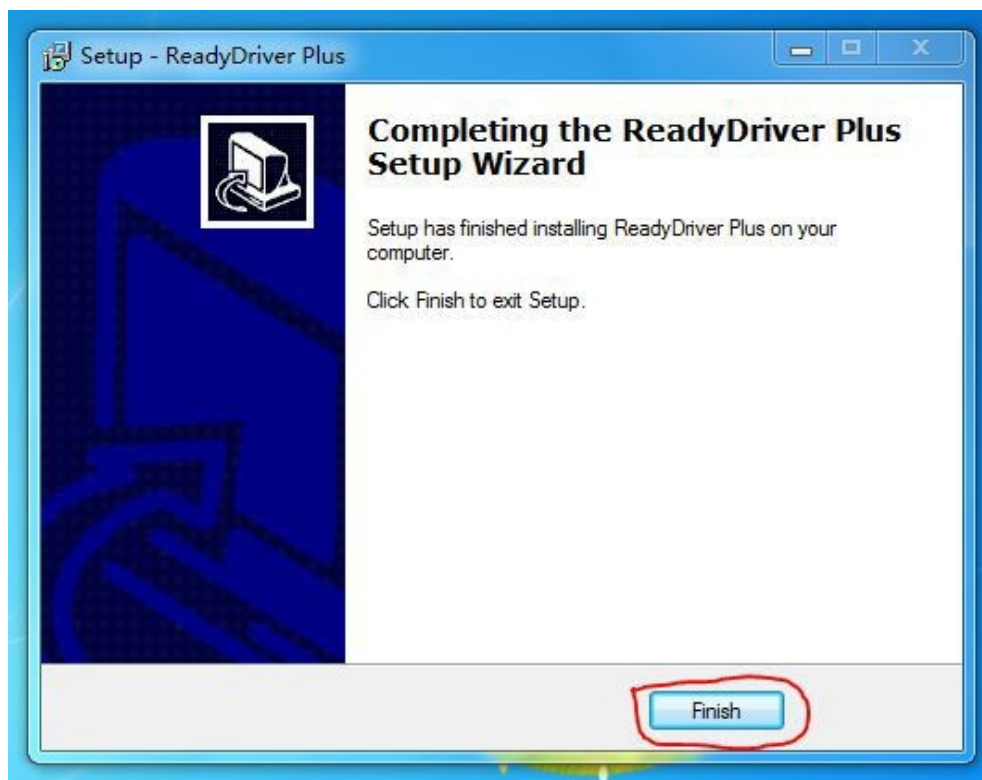 Setup - ReadyDriver Plus
Completing the ReadyDriver Plus
Setup Wizard
Setup has finished installing ReadyDriver Plus on your
computer.
Click Finish to exit Setup.
Finish